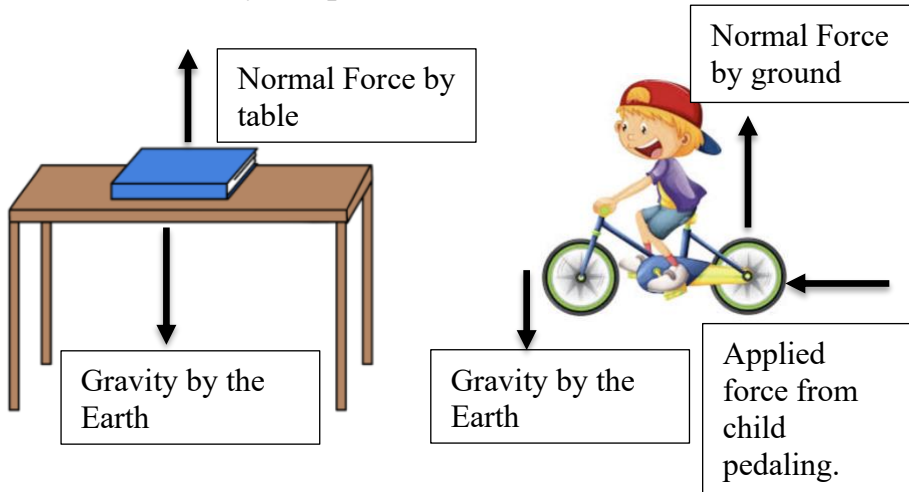 Normal Force by
table
Normal Force
by ground
Gravity by the
Earth
Gravity by the
Earth
Applied
force from
child
pedaling.